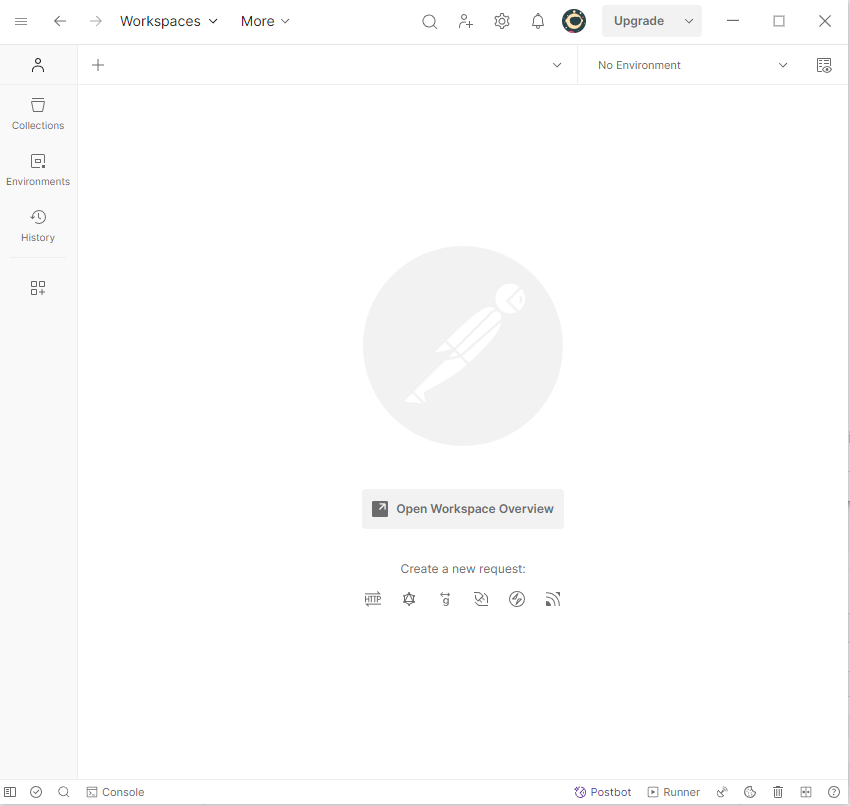 Workspaces More Upgrade
No Environment
Collections
Environments
History
Open Workspace Overview
Create a new request:
HTTP g
Console Postbot Runner